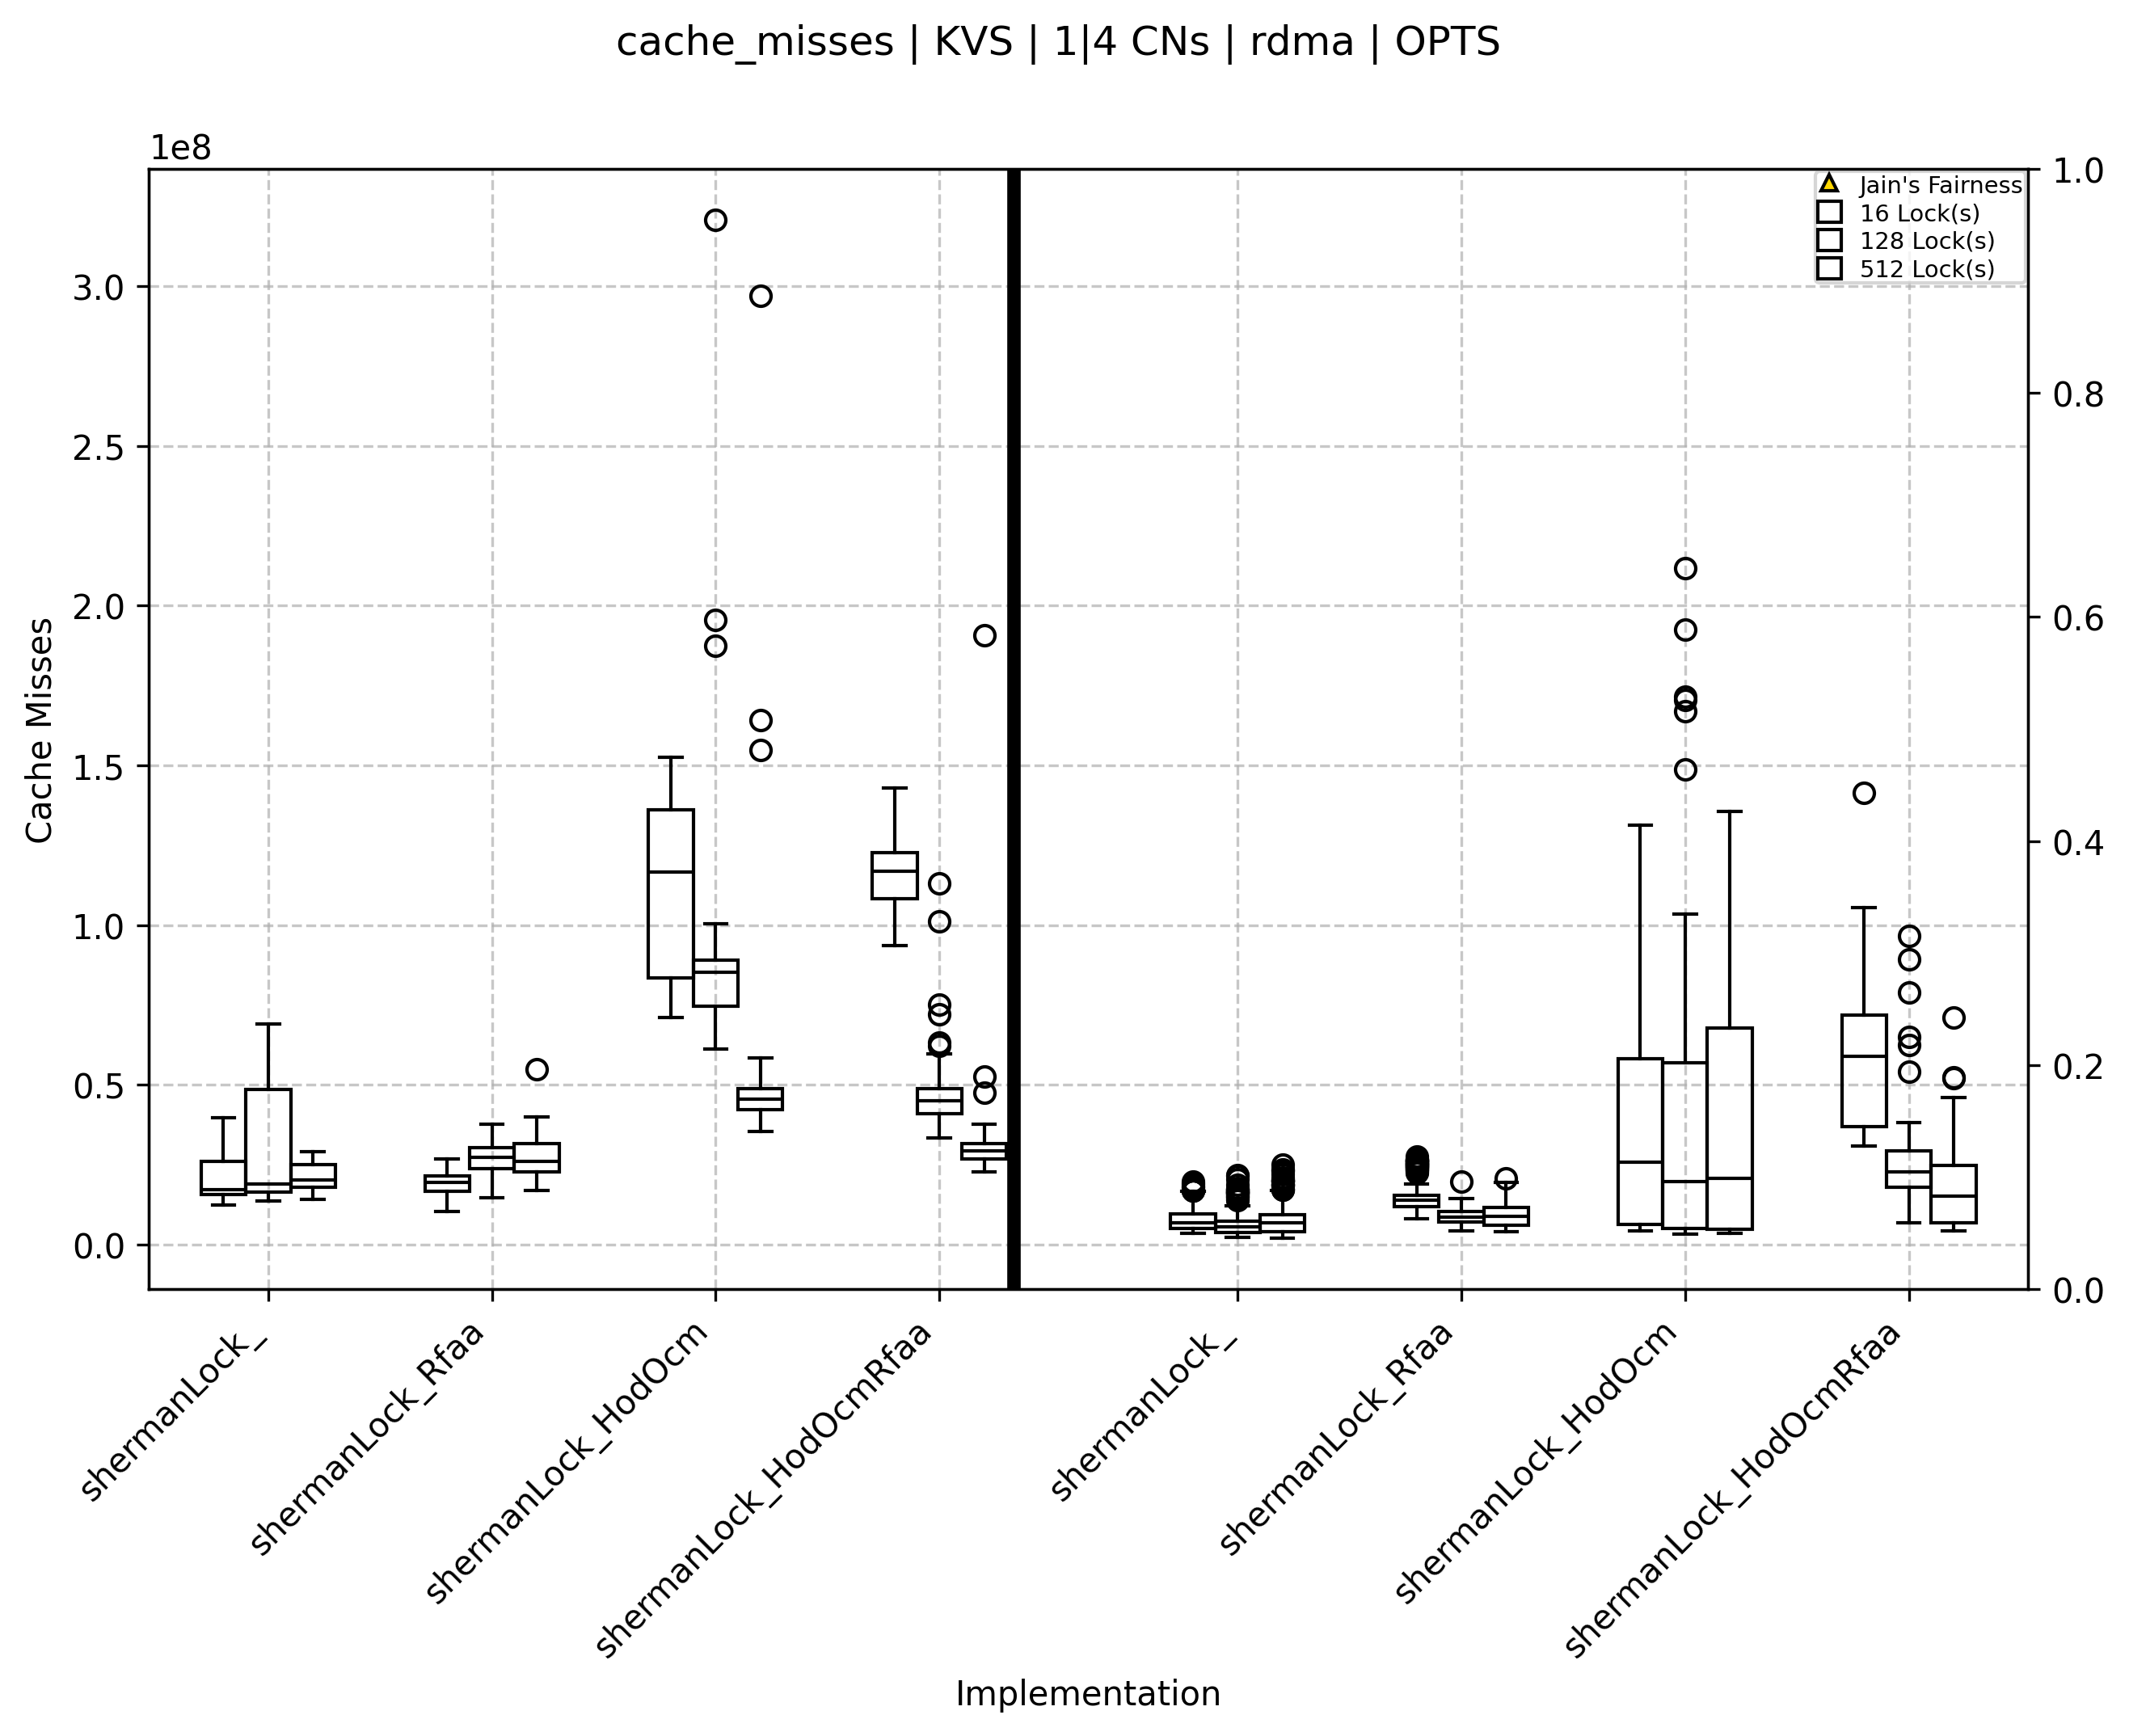 cache_misses | KVS | 1|4 CNs | rdma | OPTS
1e8
Jain's Fairness
16 Lock(s)
128 Lock(s)
512 Lock(s)
3.0
2.5
2.0
1.5
1.0
0.5
0.0
Cache Misses
1.0
0.8
0.6
0.4
0.2
0.0
shermanLock_
shermanLock_Rfaa
shermanLock_HodOcm
shermanLock_HodOcmRfaa
shermanLock_
shermanLock_Rfaa
shermanLock_HodOcm
shermanLock_HodOcmRfaa
Implementation